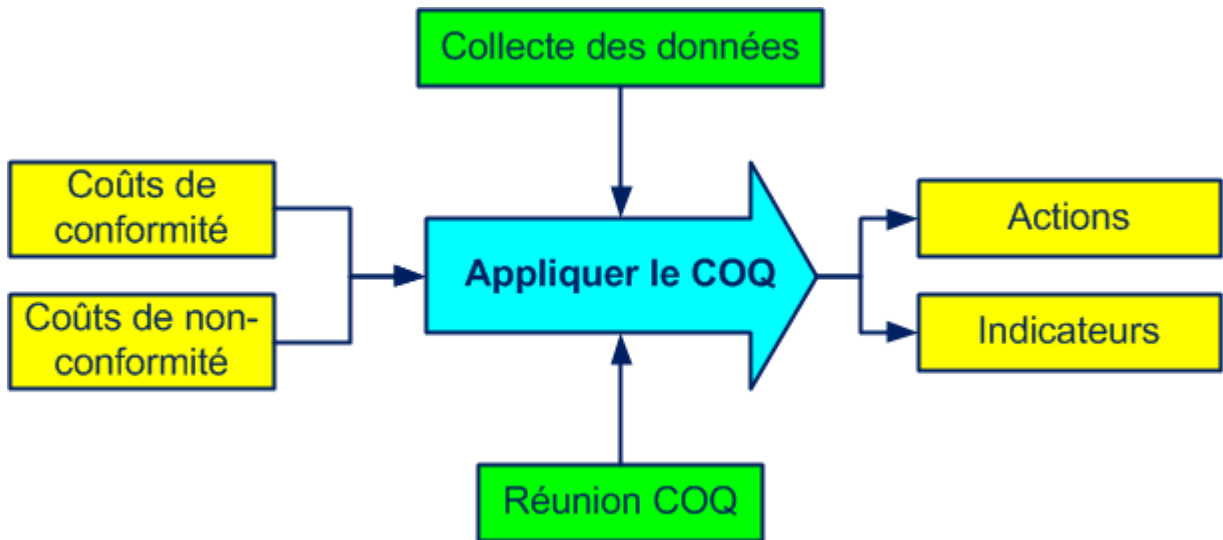 Collecte des données
Coûts de
conformité
Coûts de non-
conformité
Appliquer le COQ
Actions
Indicateurs
Réunion COQ